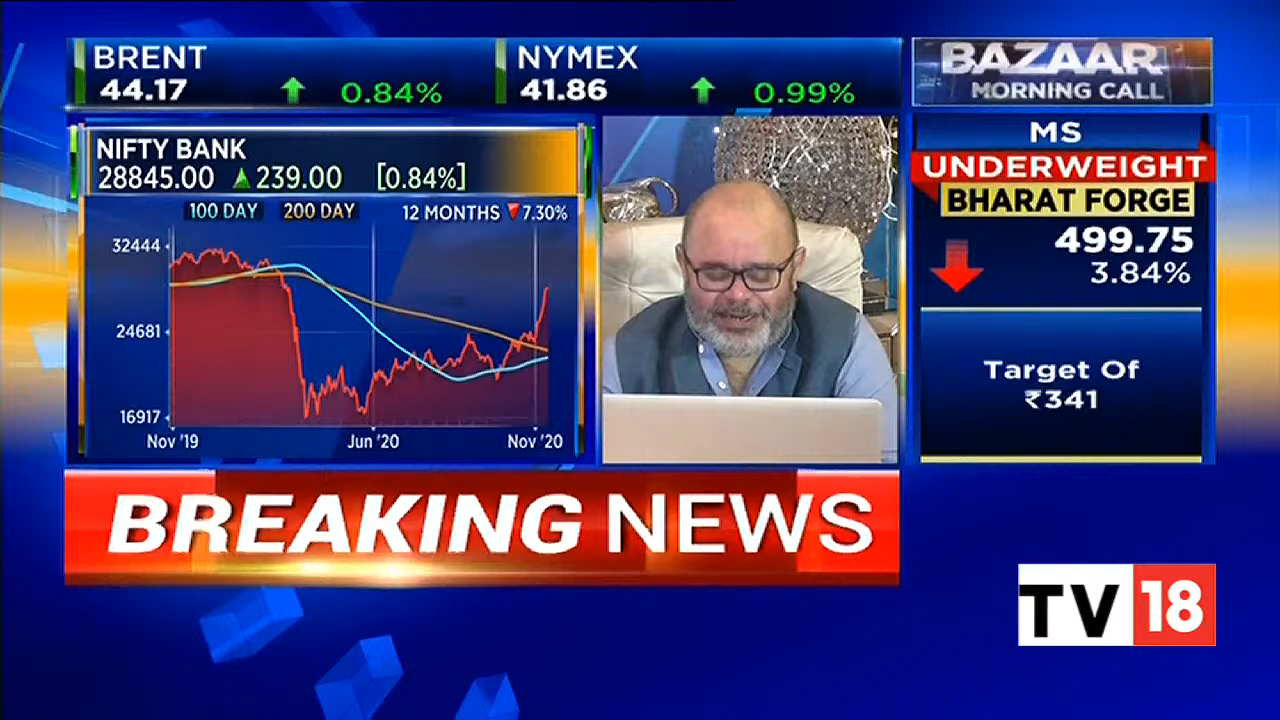 BRENT
44.17 0.84%
NYMEX
41.86 0.99%
BAZAAR
MORNING CALL
NIFTY BANK
28845.00 239.00 [0.84%]
100 DAY 200 DAY 12 MONTHS 7.30%
32444
24681
16917
Nov '19 Jun '20 Nov '20
MS
UNDERWEIGHT
BHARAT FORGE
499.75
3.84%
Target Of
₹341
BREAKING NEWS
TV18